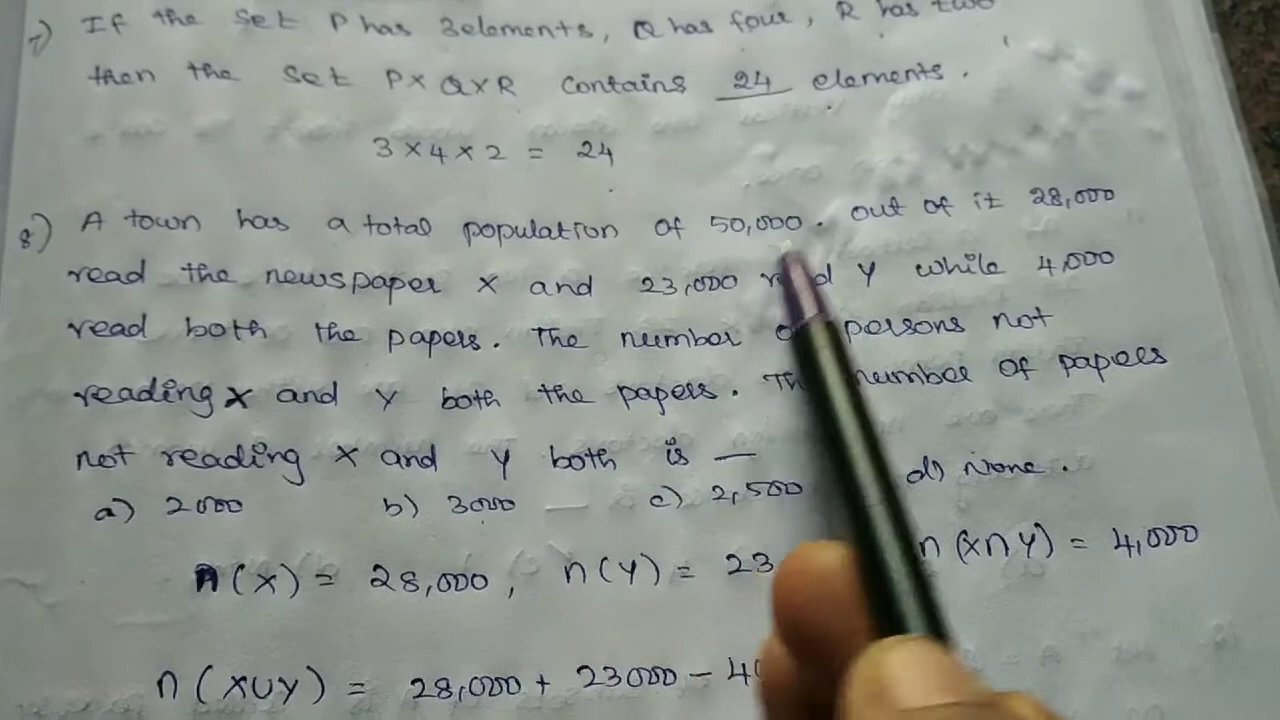 7) If the set P has 3elements, Q has four, R has two
then the set P×Q×R contains 24 elements.
3×4×2 = 24
8) A town has a total population of 50,000. out of it 28,000
read the newspaper X and 23,000 read Y while 4,000
read both the papers. The number of persons not
reading X and Y both the papers. The number of papers
not reading X and Y both is —
a) 2000 b) 3000 c) 2,500 d) None.
n(X) = 28,000, n(Y) = 23 n(X∩Y) = 4,000
n(X∪Y) = 28,000 + 23000 -